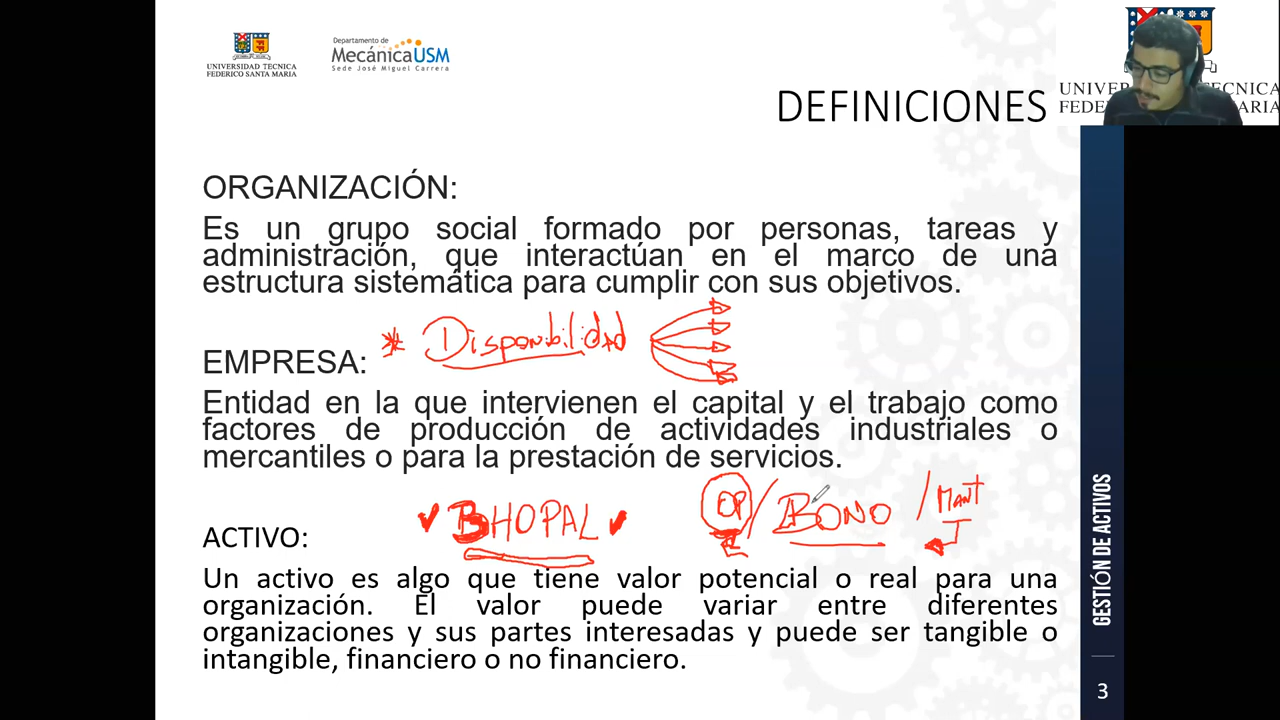 UNIVERSIDAD TECNICA
FEDERICO SANTA MARIA
Departamento de
MecánicaUSM
Sede José Miguel Carrera
DEFINICIONES
UNIVER TECNICA
FEDER ARIA
ORGANIZACIÓN:
Es un grupo social formado por personas, tareas y
administración, que interactúan en el marco de una
estructura sistemática para cumplir con sus objetivos.
* Disponibilidad
EMPRESA:
Entidad en la que intervienen el capital y el trabajo como
factores de producción de actividades industriales o
mercantiles o para la prestación de servicios.
BHOPAL
OP / BONO / MANT
ACTIVO:
Un activo es algo que tiene valor potencial o real para una
organización. El valor puede variar entre diferentes
organizaciones y sus partes interesadas y puede ser tangible o
intangible, financiero o no financiero.
GESTIÓN DE ACTIVOS
3